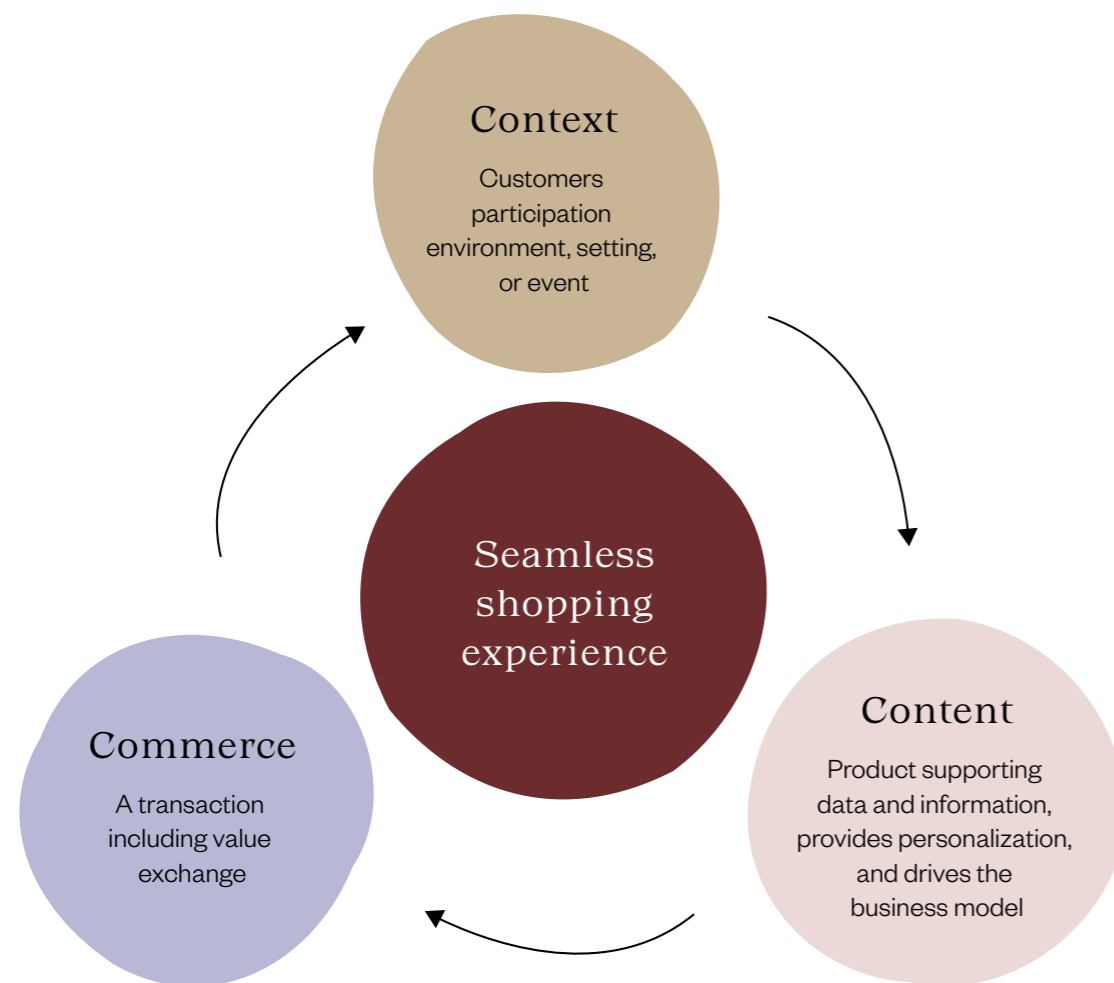 Context
Customers
participation
environment, setting,
or event
Seamless
shopping
experience
Content
Product supporting
data and information,
provides personalization,
and drives the
business model
Commerce
A transaction
including value
exchange